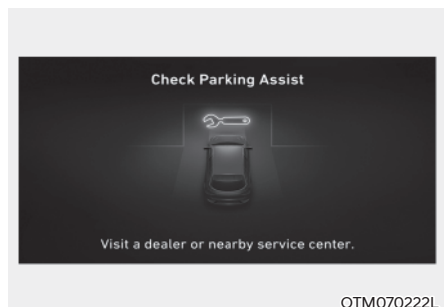 Check Parking Assist
Visit a dealer or nearby service center.
OTM070222L